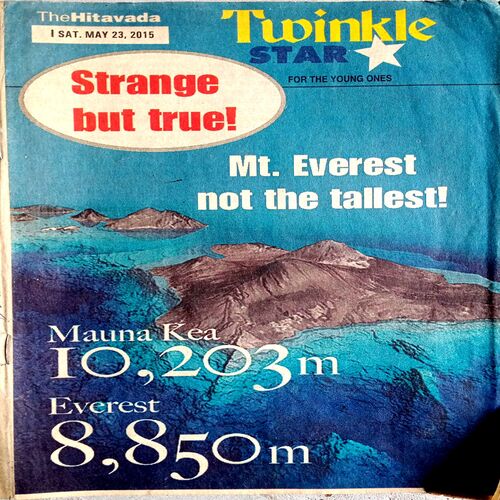 TheHitavada
I SAT. MAY 23, 2015
Twinkle
STAR
FOR THE YOUNG ONES
Strange
but true!
Mt. Everest
not the tallest!
Mauna Kea
10,203m
Everest
8,850m